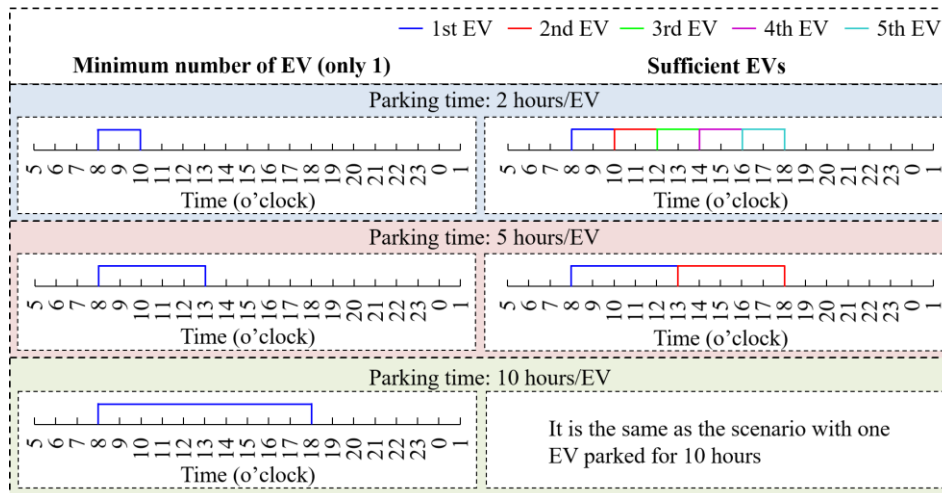 1st EV 2nd EV 3rd EV 4th EV 5th EV
Minimum number of EV (only 1) Sufficient EVs
Parking time: 2 hours/EV
5 6 7 8 9 10 11 12 13 14 15 16 17 18 19 20 21 22 23 0 1
Time (o’clock)
5 6 7 8 9 10 11 12 13 14 15 16 17 18 19 20 21 22 23 0 1
Time (o’clock)
Parking time: 5 hours/EV
5 6 7 8 9 10 11 12 13 14 15 16 17 18 19 20 21 22 23 0 1
Time (o’clock)
5 6 7 8 9 10 11 12 13 14 15 16 17 18 19 20 21 22 23 0 1
Time (o’clock)
Parking time: 10 hours/EV
5 6 7 8 9 10 11 12 13 14 15 16 17 18 19 20 21 22 23 0 1
Time (o’clock)
It is the same as the scenario with one
EV parked for 10 hours